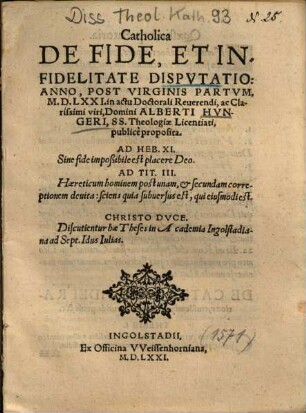 Diss Theol. Kath. 93
N. 25.
Catholica
DE FIDE, ET IN-
FIDELITATE DISPVTATIO:
ANNO, POST VIRGINIS PARTVM,
M. D. LXXI. in actu Doctorali Reuerendi, ac Cla-
rissimi viri, Domini ALBERTI HVN-
GERI, SS. Theologiæ Licentiati,
publicè proposita.
AD HEB. XI.
Sine fide impoßibile est placere Deo.
AD TIT. III.
Hæreticum hominem post unam, & secundam corre-
ptionem deuita: sciens quia subuersus est, qui eiusmodi est.
CHRISTO DVCE.
Discutientur hæ Theses in Academia Ingolstadia-
na ad Sept. Idus Iulias.
(1571)
INGOLSTADII,
Ex Officina VVeissenhorniana,
M. D. LXXI.